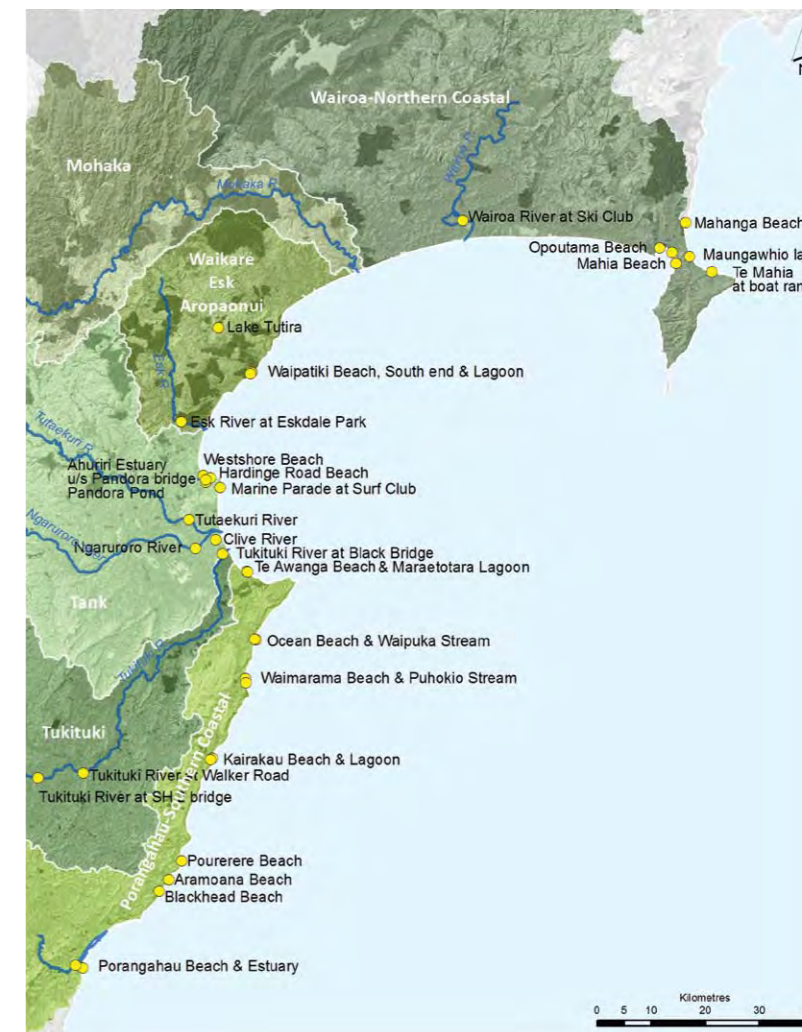 Wairoa-Northern Coastal
N
Mohaka
Mohaka R.
Wairoa R.
Wairoa River at Ski Club
Mahanga Beach
Opoutama Beach
Maungawhio la
Mahia Beach
Te Mahia
at boat ran
Waikare
Esk
Aropaonui
Lake Tutira
Esk R.
Waipatiki Beach, South end & Lagoon
Esk River at Eskdale Park
Tutaekuri R.
Westshore Beach
Ahuriri Estuary
u/s Pandora bridge
Hardinge Road Beach
Pandora Pond
Marine Parade at Surf Club
Tutaekuri River
Ngaruroro River
Clive River
Ngaruroro River
Tukituki River at Black Bridge
Te Awanga Beach & Maraetotara Lagoon
Tank
Ocean Beach & Waipuka Stream
Tukituki R.
Waimarama Beach & Puhokio Stream
Tukituki
Porangahau-Southern Coastal
Kairakau Beach & Lagoon
Tukituki River at Walker Road
Tukituki River at bridge
Pourerere Beach
Aramoana Beach
Blackhead Beach
Porangahau Beach & Estuary
Kilometres
0 5 10 20 30